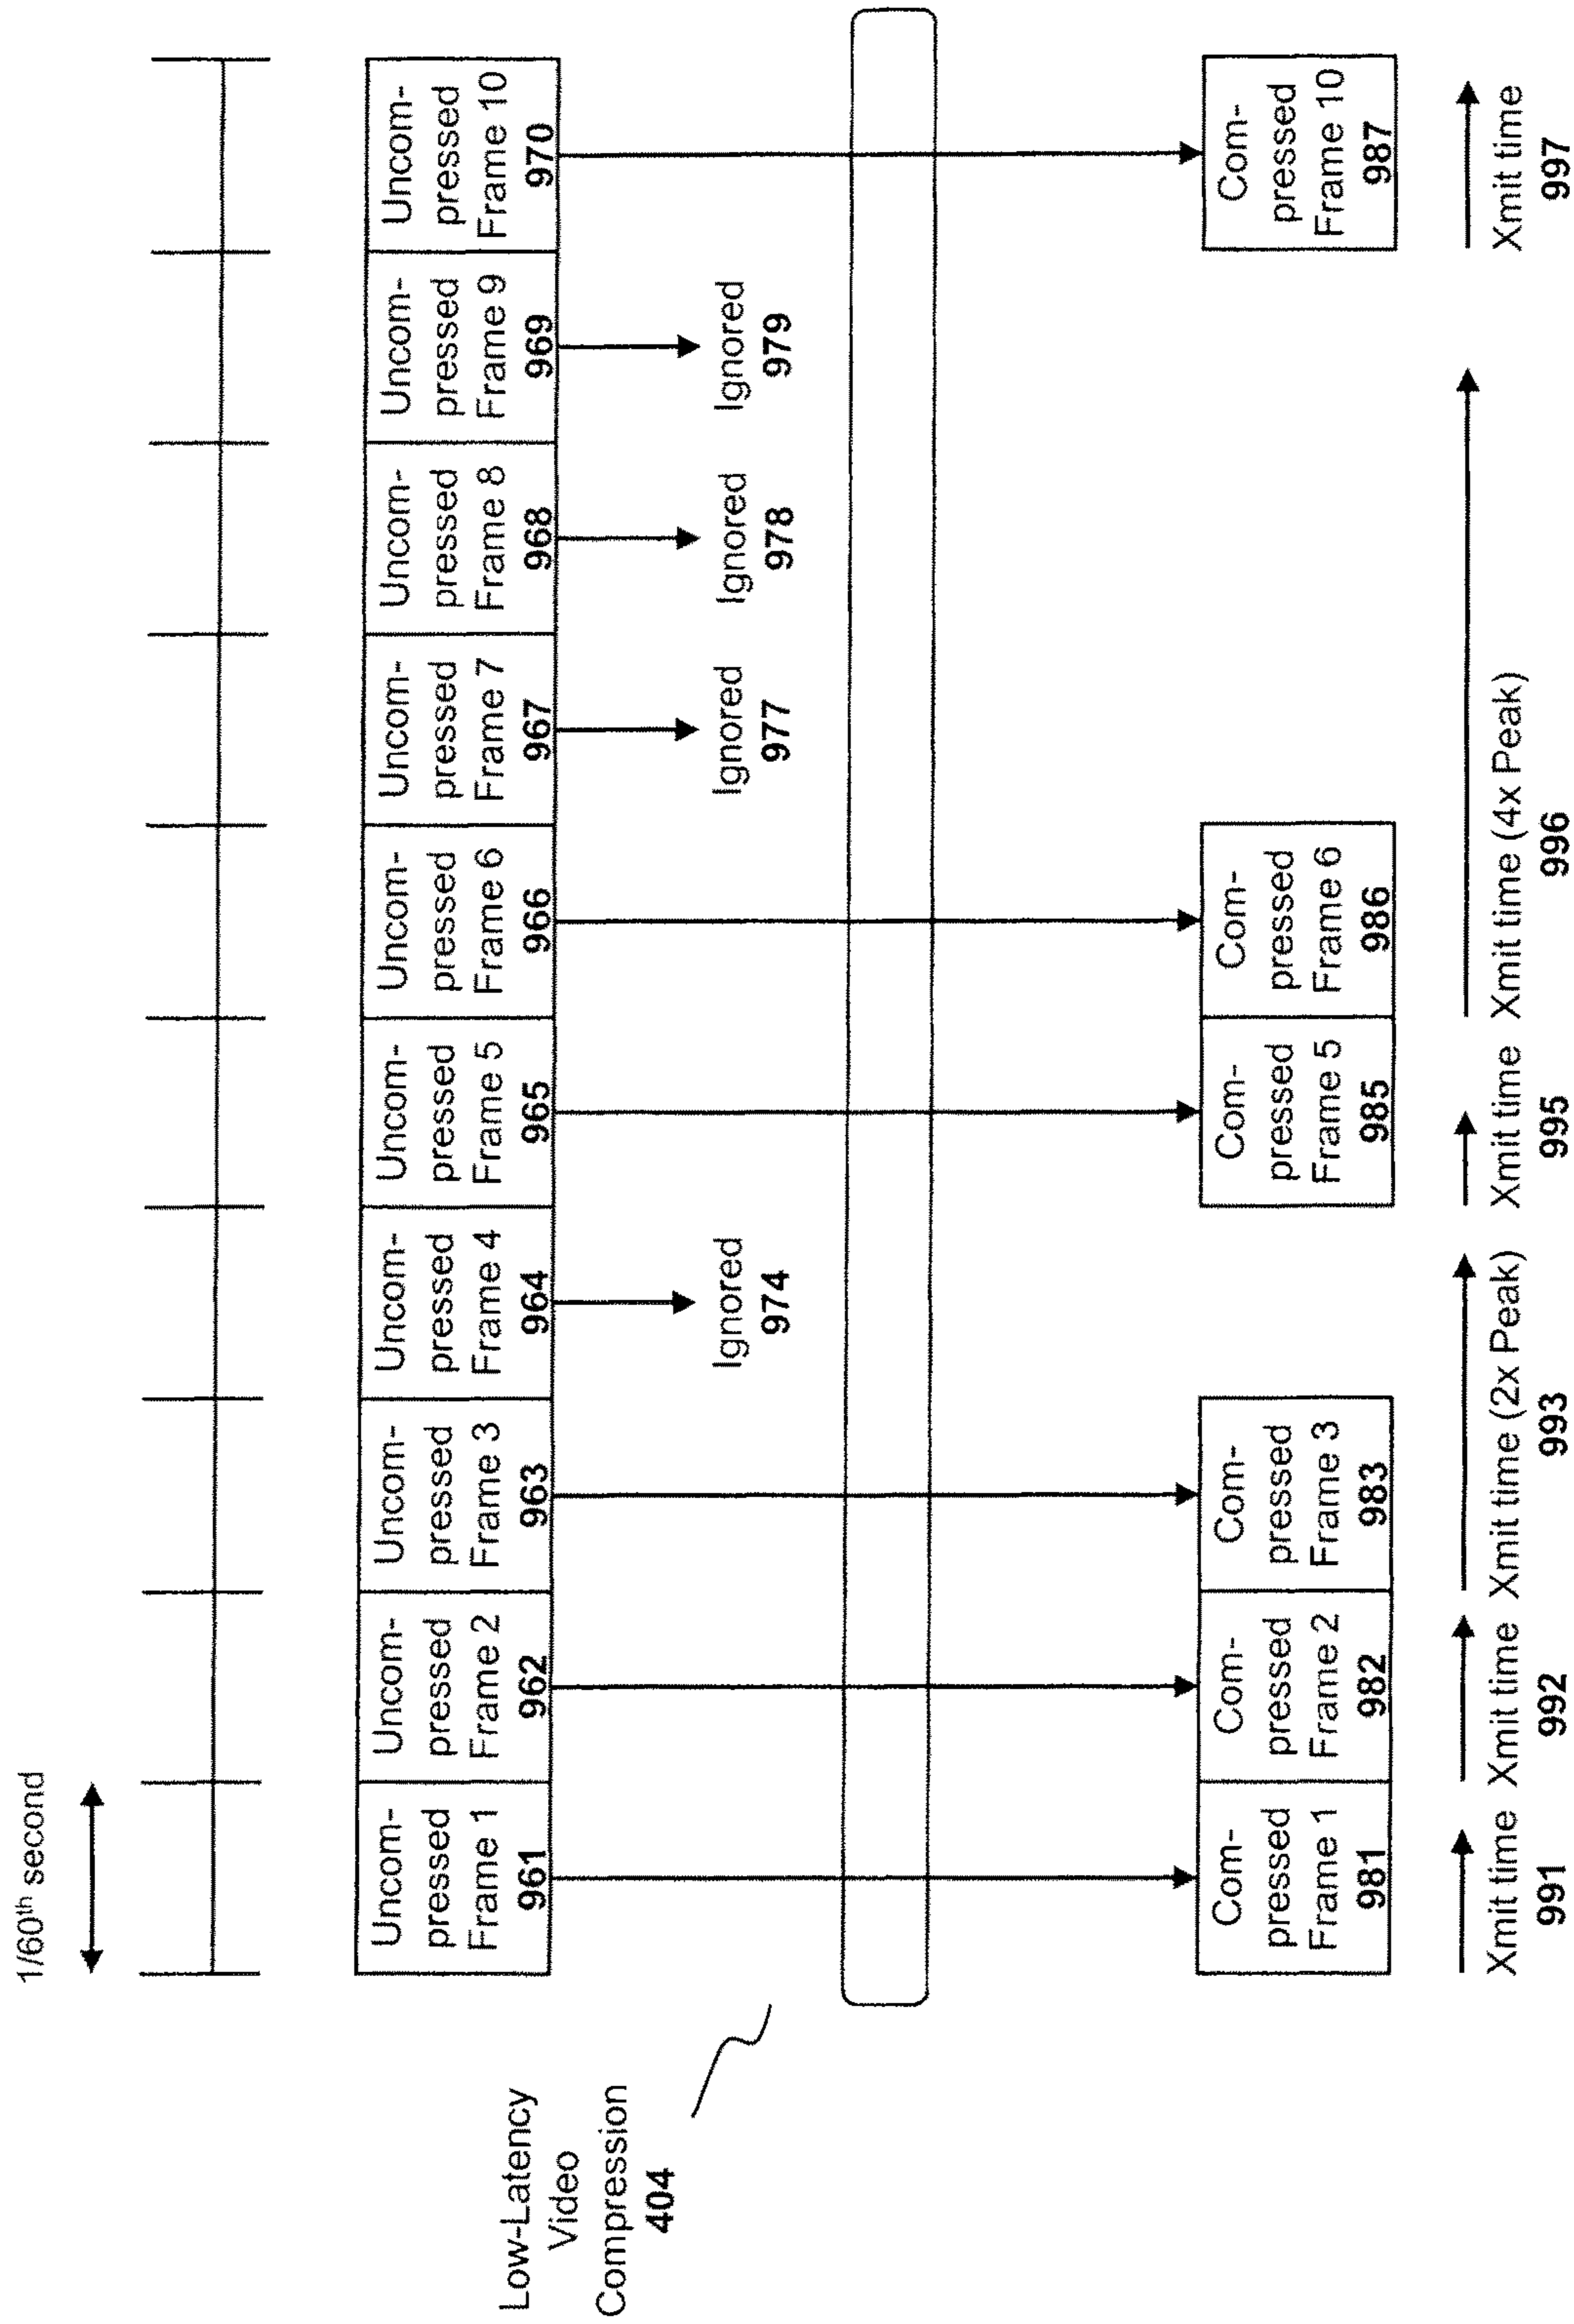 1/60th second
Uncom-
pressed
Frame 1
961
Uncom-
pressed
Frame 2
962
Uncom-
pressed
Frame 3
963
Uncom-
pressed
Frame 4
964
Uncom-
pressed
Frame 5
965
Uncom-
pressed
Frame 6
966
Uncom-
pressed
Frame 7
967
Uncom-
pressed
Frame 8
968
Uncom-
pressed
Frame 9
969
Uncom-
pressed
Frame 10
970
Ignored
974
Ignored
977
Ignored
978
Ignored
979
Low-Latency
Video
Compression
404
Com-
pressed
Frame 1
981
Com-
pressed
Frame 2
982
Com-
pressed
Frame 3
983
Com-
pressed
Frame 5
985
Com-
pressed
Frame 6
986
Com-
pressed
Frame 10
987
Xmit time
991
Xmit time
992
Xmit time (2x Peak)
993
Xmit time
995
Xmit time (4x Peak)
996
Xmit time
997